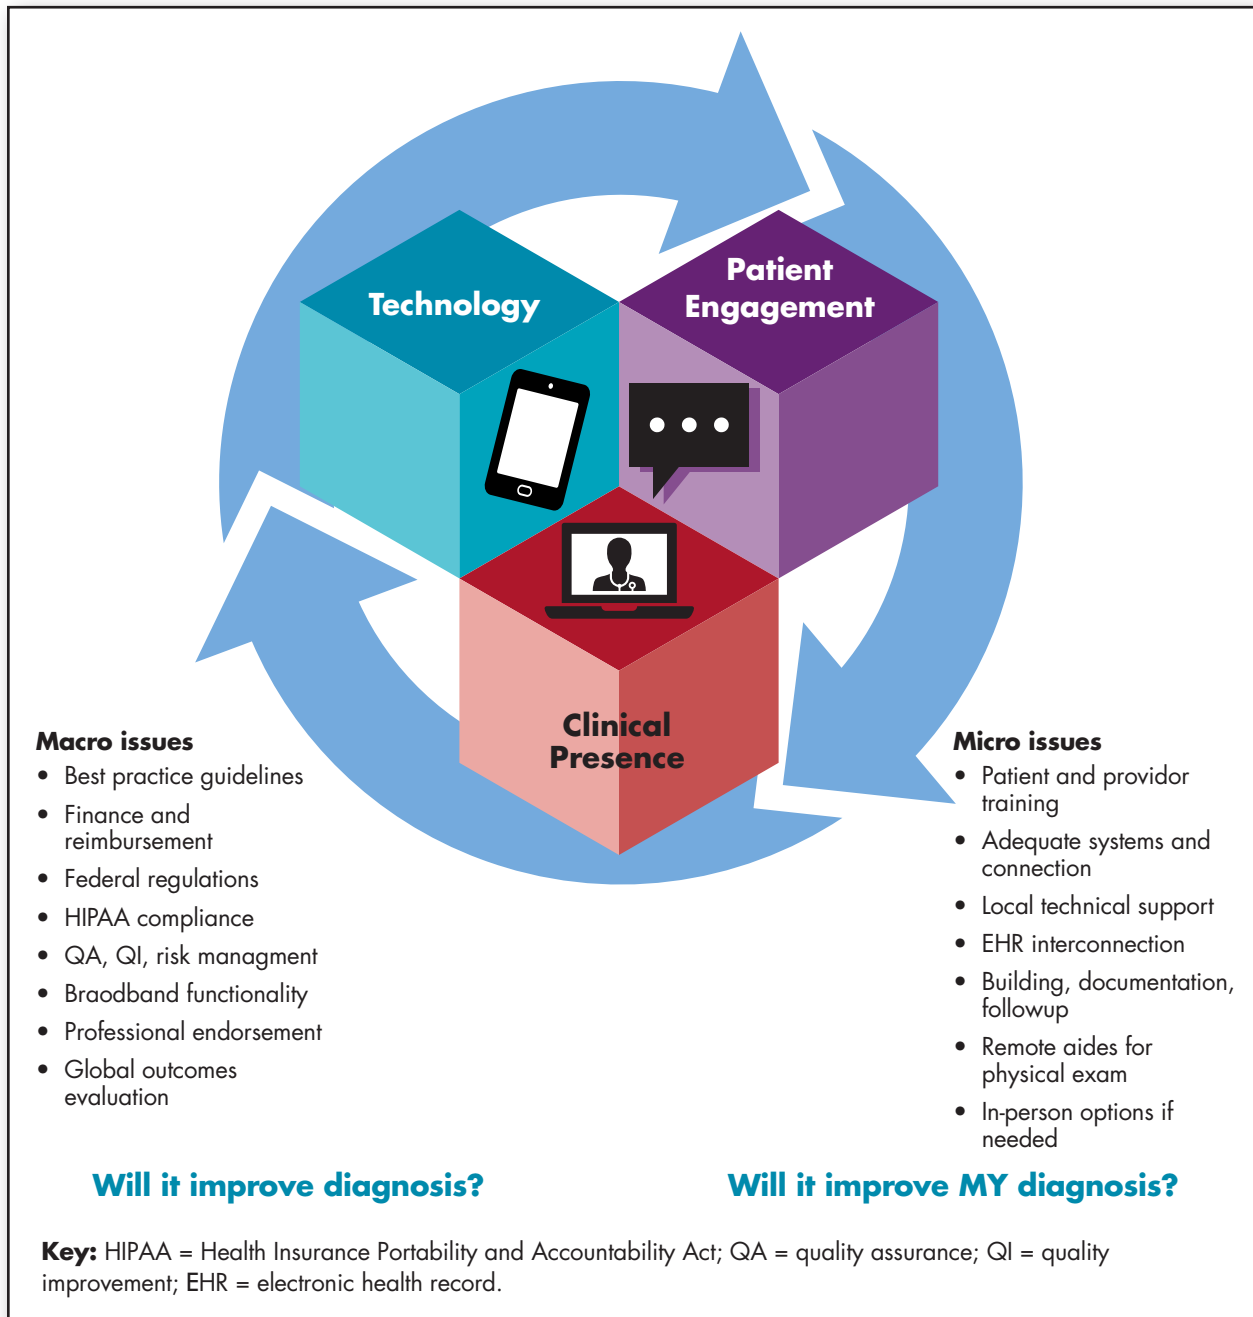 Technology
Patient
Engagement
Clinical
Presence
Macro issues
• Best practice guidelines
• Finance and
reimbursement
• Federal regulations
• HIPAA compliance
• QA, QI, risk managment
• Braodband functionality
• Professional endorsement
• Global outcomes
evaluation
Will it improve diagnosis?
Micro issues
• Patient and providor
training
• Adequate systems and
connection
• Local technical support
• EHR interconnection
• Building, documentation,
followup
• Remote aides for
physical exam
• In-person options if
needed
Will it improve MY diagnosis?
Key: HIPAA = Health Insurance Portability and Accountability Act; QA = quality assurance; QI = quality
improvement; EHR = electronic health record.